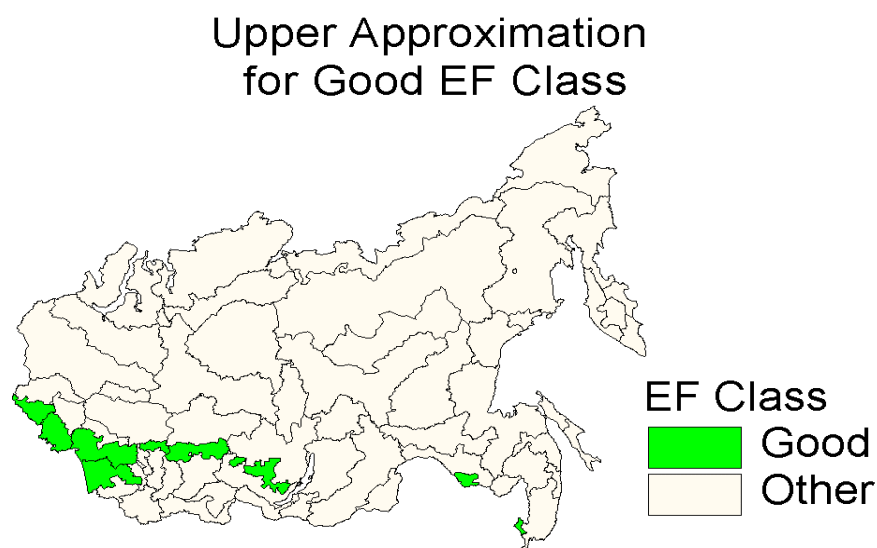 Upper Approximation
for Good EF Class
EF Class
Good
Other